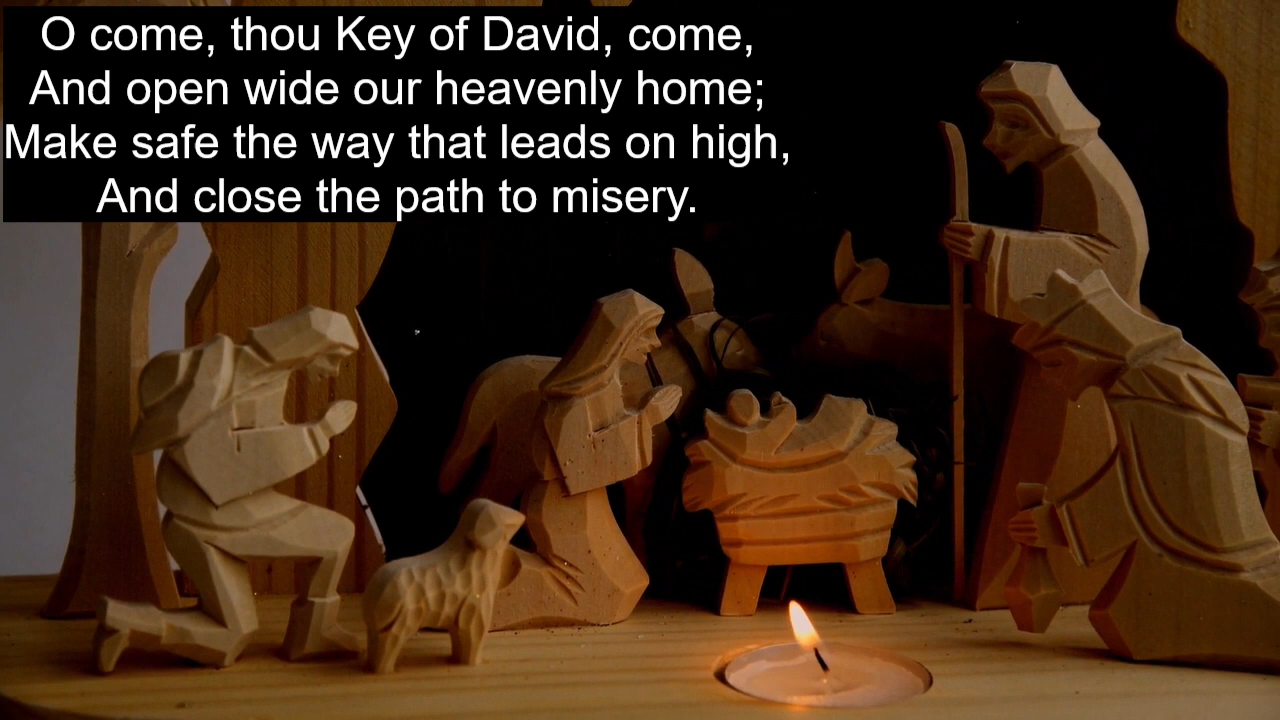 O come, thou Key of David, come,
And open wide our heavenly home;
Make safe the way that leads on high,
And close the path to misery.